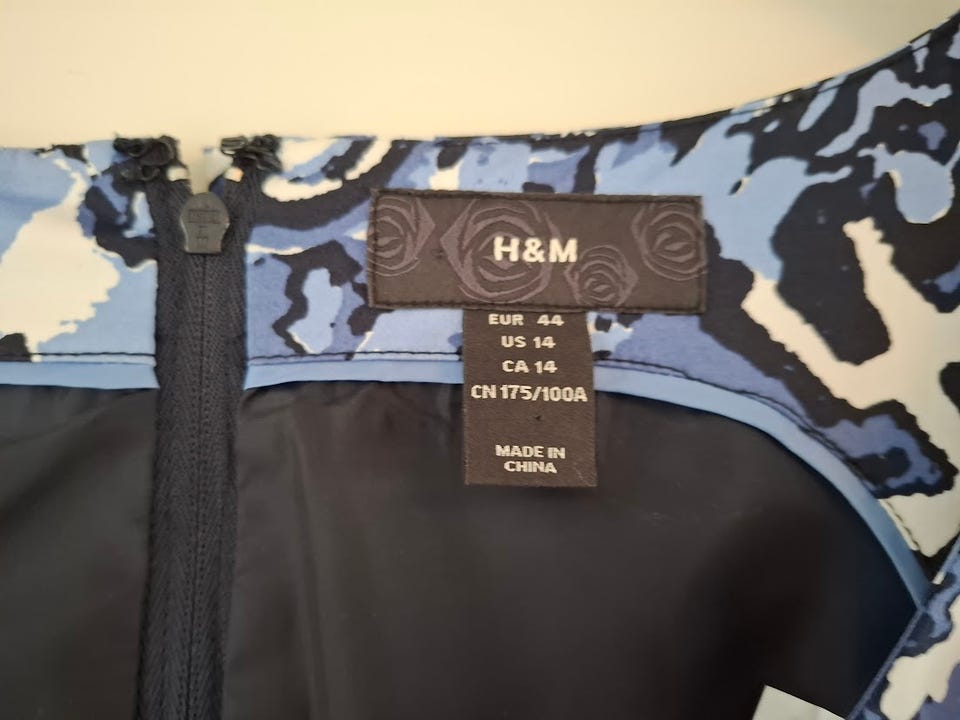 H&M
EUR 44
US 14
CA 14
CN 175/100A
MADE IN
CHINA